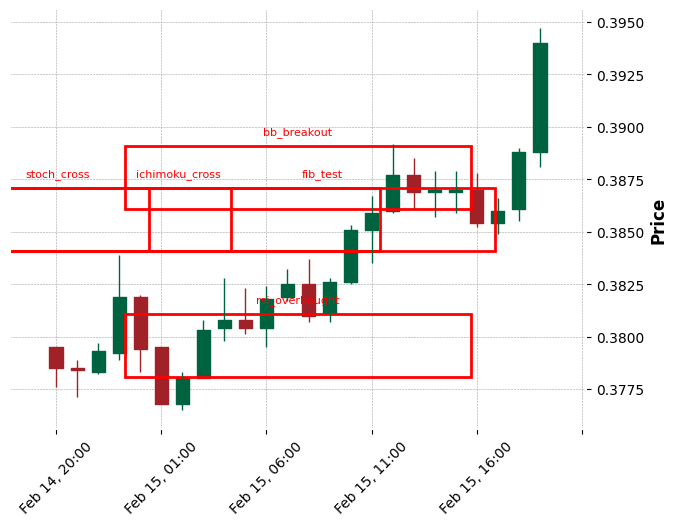 0.3950
0.3925
0.3900
0.3875
0.3850
0.3825
0.3800
0.3775
Price
bb_breakout
stoch_cross
ichimoku_cross
fib_test
rsi_overbought
Feb 14, 20:00
Feb 15, 01:00
Feb 15, 06:00
Feb 15, 11:00
Feb 15, 16:00